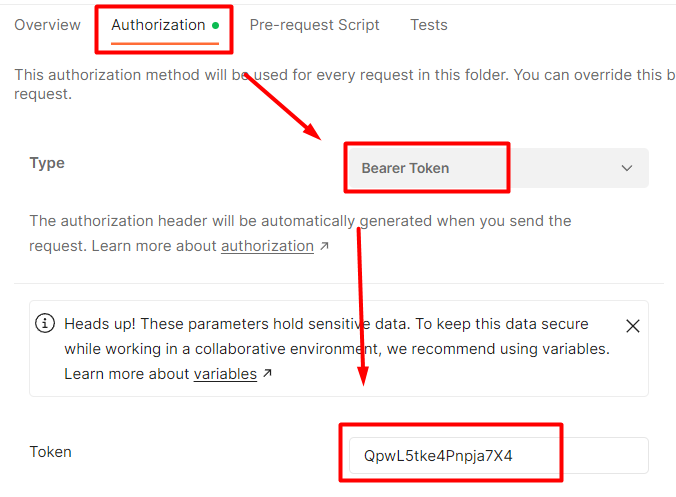 Overview Authorization Pre-request Script Tests
This authorization method will be used for every request in this folder. You can override this b
request.
Type Bearer Token
The authorization header will be automatically generated when you send the
request. Learn more about authorization ↗
Heads up! These parameters hold sensitive data. To keep this data secure
while working in a collaborative environment, we recommend using variables.
Learn more about variables ↗
Token QpwL5tke4Pnpja7X4